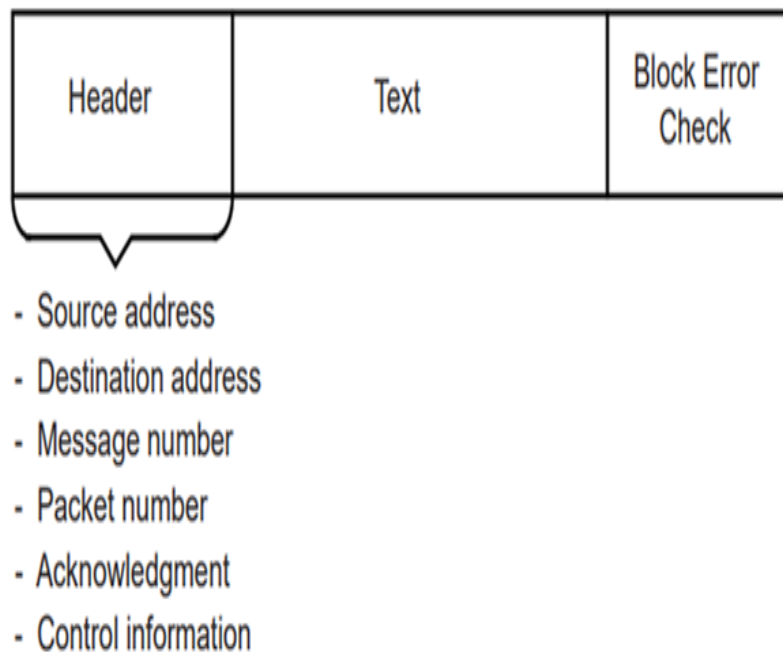 Header
Text
Block Error
Check
- Source address
- Destination address
- Message number
- Packet number
- Acknowledgment
- Control information